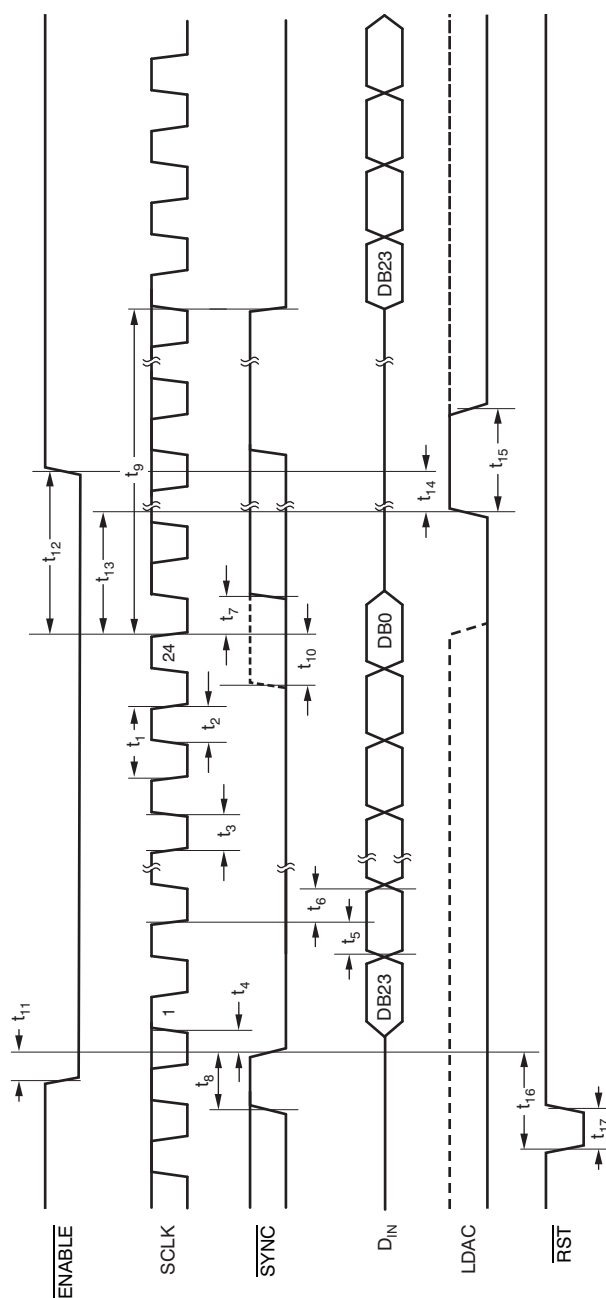 ENABLE
t11
t12
t13
t9
SCLK
1
t3
t1
t2
24
SYNC
t8
t4
t10
t7
DIN
DB23
t5
t6
DB0
DB23
LDAC
t14
t15
RST
t16
t17